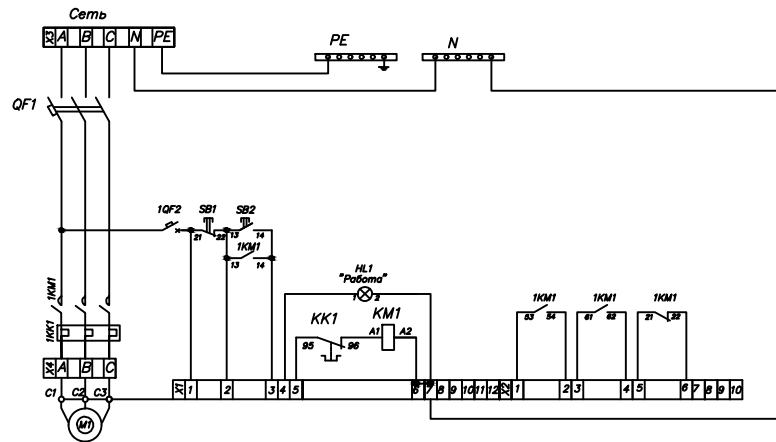 Сеть
X3 A B C N PE
PE
N
QF1
1QF2 SB1 SB2
21 22 13 14
1KM1
13 14
HL1
"Работа"
1 2
KK1 KM1
95 96 A1 A2
1KM1 1KM1 1KM1
53 54 61 62 21 22
1KM1
1KK1
X4 A B C
X1 1 2 3 4 5 6 7 8 9 10 11 12 X2 1 2 3 4 5 6 7 8 9 10
C1 C2 C3
M1